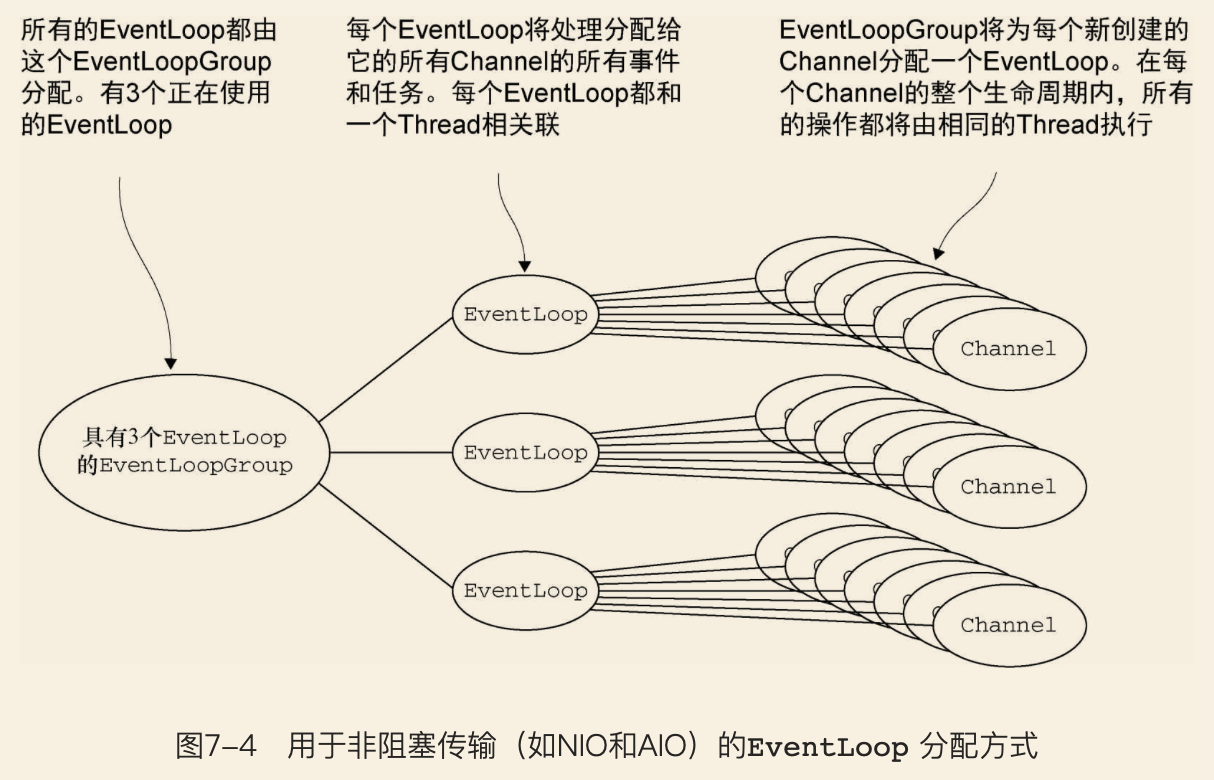 所有的EventLoop都由
这个EventLoopGroup
分配。有3个正在使用
的EventLoop
每个EventLoop将处理分配给
它的所有Channel的所有事件
和任务。每个EventLoop都和
一个Thread相关联
EventLoopGroup将为每个新创建的
Channel分配一个EventLoop。在每
个Channel的整个生命周期内，所有
的操作都将由相同的Thread执行
具有3个EventLoop
的EventLoopGroup
EventLoop
Channel
EventLoop
Channel
EventLoop
Channel
图7-4 用于非阻塞传输（如NIO和AIO）的EventLoop 分配方式